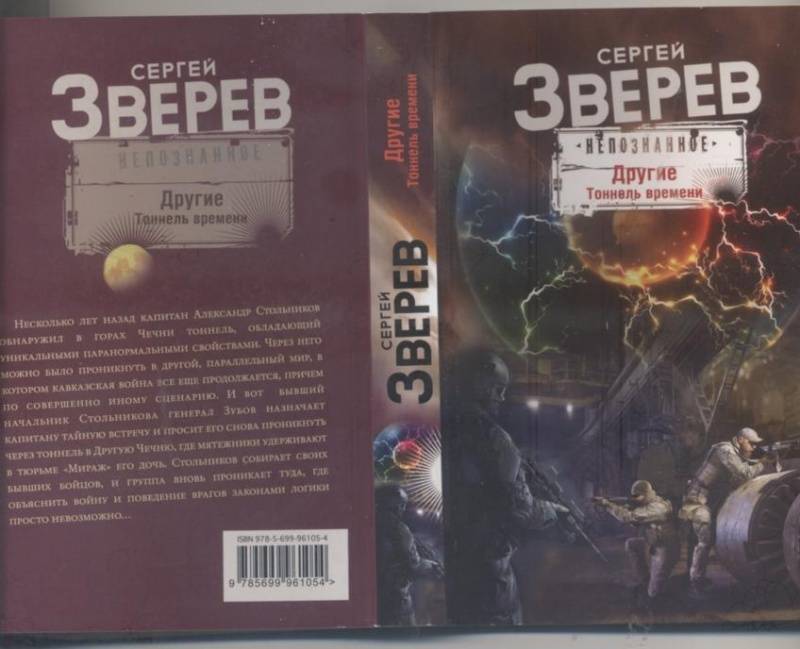 СЕРГЕЙ
ЗВЕРЕВ
НЕПОЗНАННОЕ
Другие
Тоннель времени
Несколько лет назад капитан Александр Стольников
обнаружил в горах Чечни тоннель, обладающий
уникальными паранормальными свойствами. Через него
можно было проникнуть в другой, параллельный мир, в
котором кавказская война все еще продолжается, причем
по совершенно иному сценарию. И вот бывший
начальник Стольникова генерал Зубов назначает
капитану тайную встречу и просит его снова проникнуть
через тоннель в Другую Чечню, где мятежники удерживают
в тюрьме «Мираж» его дочь. Стольников собирает своих
бывших бойцов, и группа вновь проникает туда, где
объяснить войну и поведение врагов законами логики
просто невозможно...
ISBN 978-5-699-96105-4
9 785699 961054 >
Другие
Тоннель времени
СЕРГЕЙ
ЗВЕРЕВ
СЕРГЕЙ
ЗВЕРЕВ
«НЕПОЗНАННОЕ»
Другие
Тоннель времени